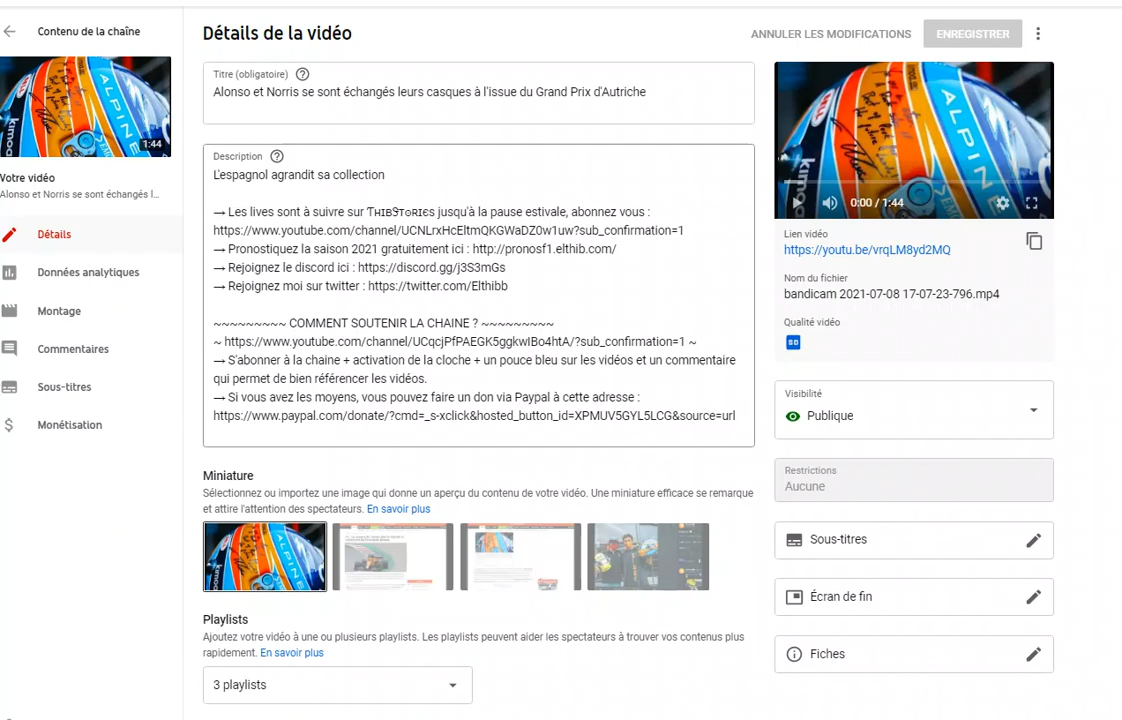 Contenu de la chaîne
1:44
Votre vidéo
Alonso et Norris se sont échangés l...
Détails
Données analytiques
Montage
Commentaires
Sous-titres
Monétisation
Détails de la vidéo
ANNULER LES MODIFICATIONS
ENREGISTRER
Titre (obligatoire)
Alonso et Norris se sont échangés leurs casques à l'issue du Grand Prix d'Autriche
Description
L'espagnol agrandit sa collection
→ Les lives sont à suivre sur ƬʜɪʙᎦƬᴏʀɪєs jusqu'à la pause estivale, abonnez vous :
https://www.youtube.com/channel/UCNLrxHcEltmQKGWaDZ0w1uw?sub_confirmation=1
→ Pronostiquez la saison 2021 gratuitement ici : http://pronosf1.elthib.com/
→ Rejoignez le discord ici : https://discord.gg/j3S3mGs
→ Rejoignez moi sur twitter : https://twitter.com/Elthibb
~~~~~~~~~ COMMENT SOUTENIR LA CHAINE ? ~~~~~~~~~
~ https://www.youtube.com/channel/UCqcjPfPAEGK5ggkwIBo4htA/?sub_confirmation=1 ~
→ S'abonner à la chaine + activation de la cloche + un pouce bleu sur les vidéos et un commentaire
qui permet de bien référencer les vidéos.
→ Si vous avez les moyens, vous pouvez faire un don via Paypal à cette adresse :
https://www.paypal.com/donate/?cmd=_s-xclick&hosted_button_id=XPMUV5GYL5LCG&source=url
Miniature
Sélectionnez ou importez une image qui donne un aperçu du contenu de votre vidéo. Une miniature efficace se remarque
et attire l'attention des spectateurs. En savoir plus
Playlists
Ajoutez votre vidéo à une ou plusieurs playlists. Les playlists peuvent aider les spectateurs à trouver vos contenus plus
rapidement. En savoir plus
3 playlists
ALPINE
kimoa
0:00 / 1:44
Lien vidéo
https://youtu.be/vrqLM8yd2MQ
Nom du fichier
bandicam 2021-07-08 17-07-23-796.mp4
Qualité vidéo
SD
Visibilité
Publique
Restrictions
Aucune
Sous-titres
Écran de fin
Fiches